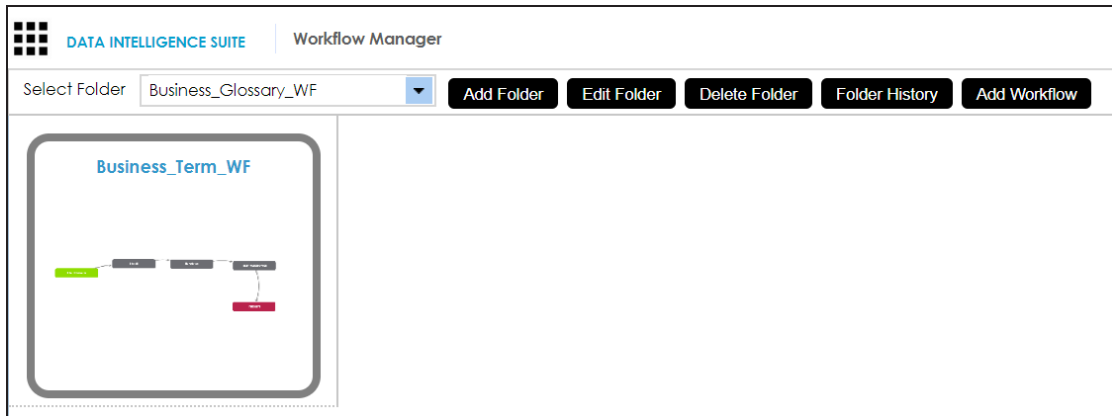 DATA INTELLIGENCE SUITE Workflow Manager
Select Folder Business_Glossary_WF Add Folder Edit Folder Delete Folder Folder History Add Workflow
Business_Term_WF